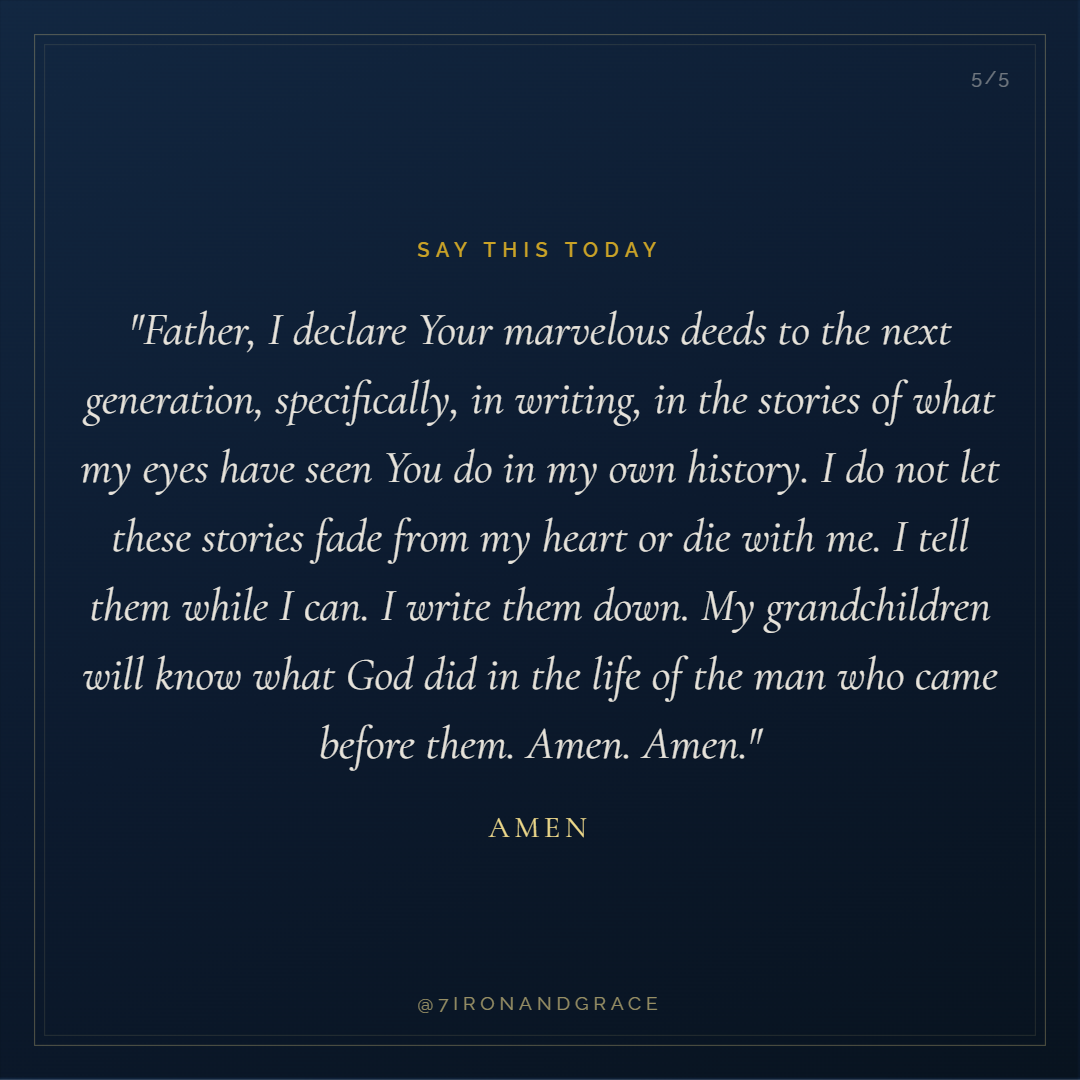 5/5
SAY THIS TODAY
"Father, I declare Your marvelous deeds to the next
generation, specifically, in writing, in the stories of what
my eyes have seen You do in my own history. I do not let
these stories fade from my heart or die with me. I tell
them while I can. I write them down. My grandchildren
will know what God did in the life of the man who came
before them. Amen. Amen."
AMEN
@7IRONANDGRACE